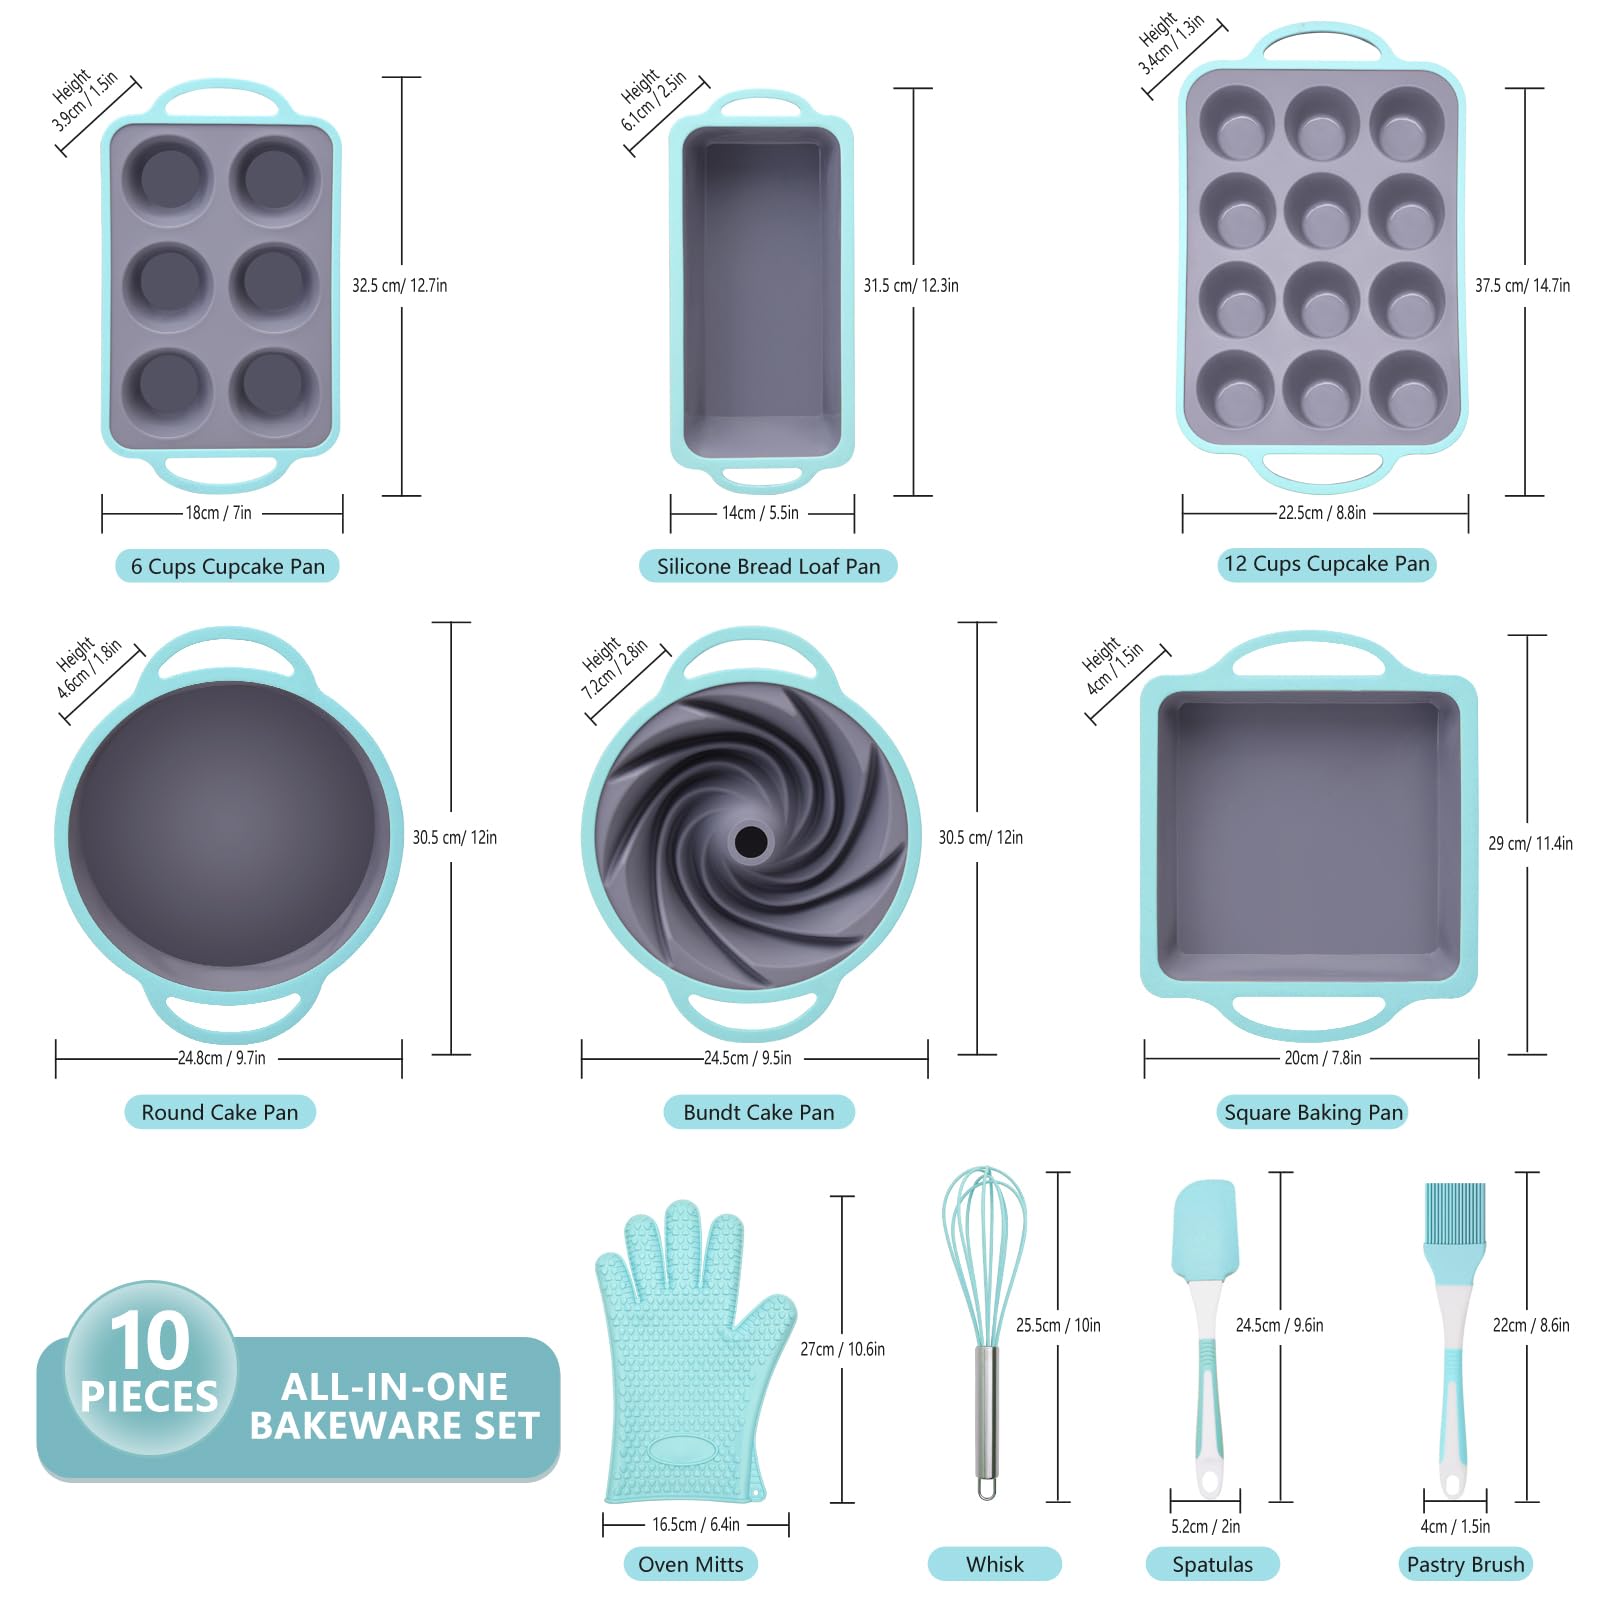 Height
3.9cm / 1.5in
32.5 cm/ 12.7in
18cm / 7in
6 Cups Cupcake Pan
Height
6.1cm / 2.5in
31.5 cm/ 12.3in
14cm / 5.5in
Silicone Bread Loaf Pan
Height
3.4cm / 1.3in
37.5 cm/ 14.7in
22.5cm / 8.8in
12 Cups Cupcake Pan
Height
4.6cm / 1.8in
30.5 cm/ 12in
24.8cm / 9.7in
Round Cake Pan
Height
7.2cm / 2.8in
30.5 cm/ 12in
24.5cm / 9.5in
Bundt Cake Pan
Height
4cm / 1.5in
29 cm/ 11.4in
20cm / 7.8in
Square Baking Pan
10
PIECES
ALL-IN-ONE
BAKEWARE SET
27cm / 10.6in
16.5cm / 6.4in
Oven Mitts
25.5cm / 10in
Whisk
24.5cm / 9.6in
5.2cm / 2in
Spatulas
22cm / 8.6in
4cm / 1.5in
Pastry Brush